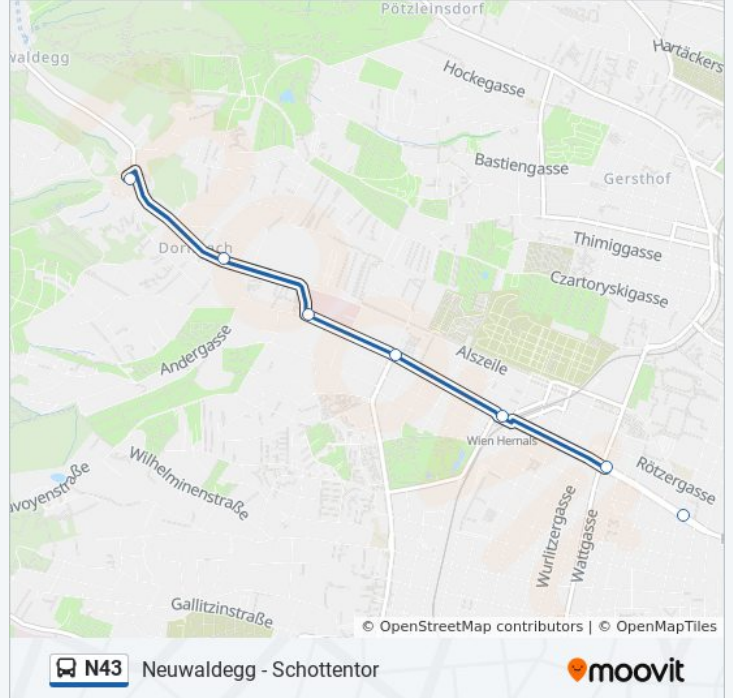 Pötzleinsdorf
waldegg
Hartäckers
Hockegasse
Bastiengasse
Gersthof
Thimiggasse
Dornbach
Czartoryskigasse
Andergasse
Alszeile
Wien Hernals
Rötzergasse
Wilhelminenstraße
uvoyenstraße
Wurlitzergasse
Wattgasse
Gallitzinstraße
© OpenStreetMap contributors | © OpenMapTiles
N43 Neuwaldegg - Schottentor
moovit